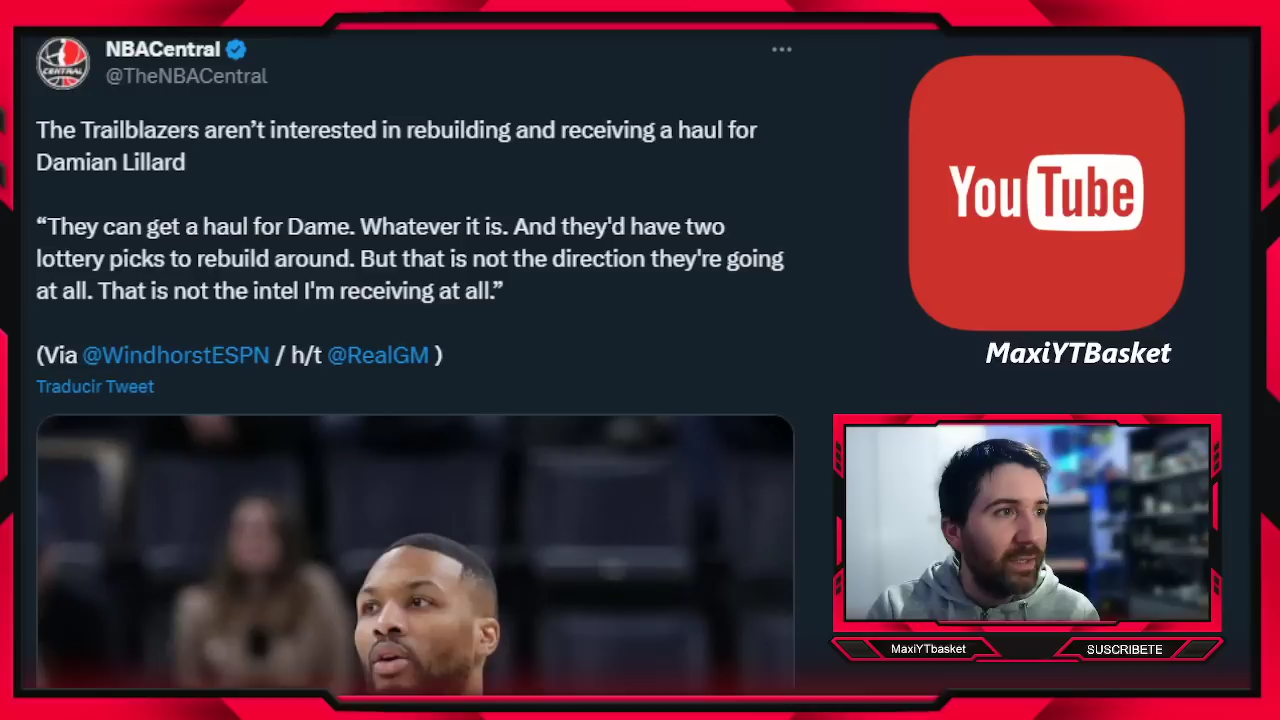 NBACentral
@TheNBACentral
The Trailblazers aren’t interested in rebuilding and receiving a haul for
Damian Lillard
“They can get a haul for Dame. Whatever it is. And they'd have two
lottery picks to rebuild around. But that is not the direction they're going
at all. That is not the intel I'm receiving at all.”
(Via @WindhorstESPN / h/t @RealGM )
Traducir Tweet
YouTube
MaxiYTBasket
MaxiYTbasket
SUSCRIBETE
CENTRAL